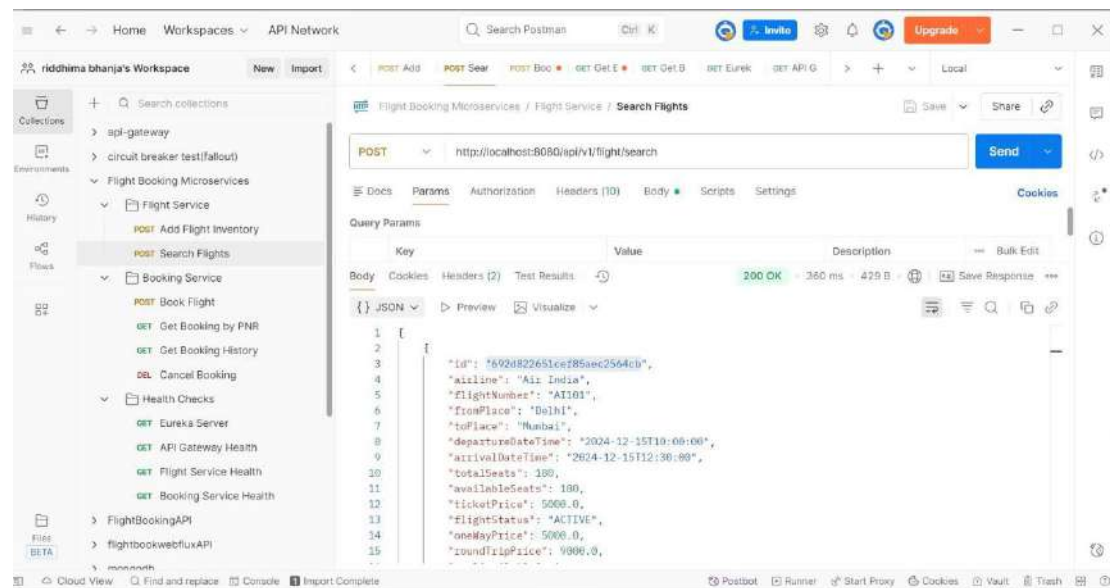 Home Workspaces API Network Search Postman Ctrl K Invite Upgrade
riddhima bhanja's Workspace New Import POST Add POST Sear POST Boo GET Get E GET Get B GET Eurek GET API G Local
Collections
Environments
History
Flows
Files
BETA
Search collections
api-gateway
circuit breaker test(fallout)
Flight Booking Microservices
Flight Service
POST Add Flight Inventory
POST Search Flights
Booking Service
POST Book Flight
GET Get Booking by PNR
GET Get Booking History
DEL Cancel Booking
Health Checks
GET Eureka Server
GET API Gateway Health
GET Flight Service Health
GET Booking Service Health
FlightBookingAPI
flightbookwebfluxAPI
mongodb
Flight Booking Microservices / Flight Service / Search Flights Save Share
POST http://localhost:8080/api/v1/flight/search Send
Docs Params Authorization Headers (10) Body Scripts Settings Cookies
Query Params
Key Value Description Bulk Edit
Body Cookies Headers (2) Test Results 200 OK 360 ms 429 B Save Response
{} JSON Preview Visualize
1 [
2 {
3 "id": "692d822651cef85aec2564cb",
4 "airline": "Air India",
5 "flightNumber": "AI101",
6 "fromPlace": "Delhi",
7 "toPlace": "Mumbai",
8 "departureDateTime": "2024-12-15T10:00:00",
9 "arrivalDateTime": "2024-12-15T12:30:00",
10 "totalSeats": 180,
11 "availableSeats": 180,
12 "ticketPrice": 5000.0,
13 "flightStatus": "ACTIVE",
14 "oneWayPrice": 5000.0,
15 "roundTripPrice": 9000.0,
Cloud View Find and replace Console Import Complete Postbot Runner Start Proxy Cookies Vault Trash